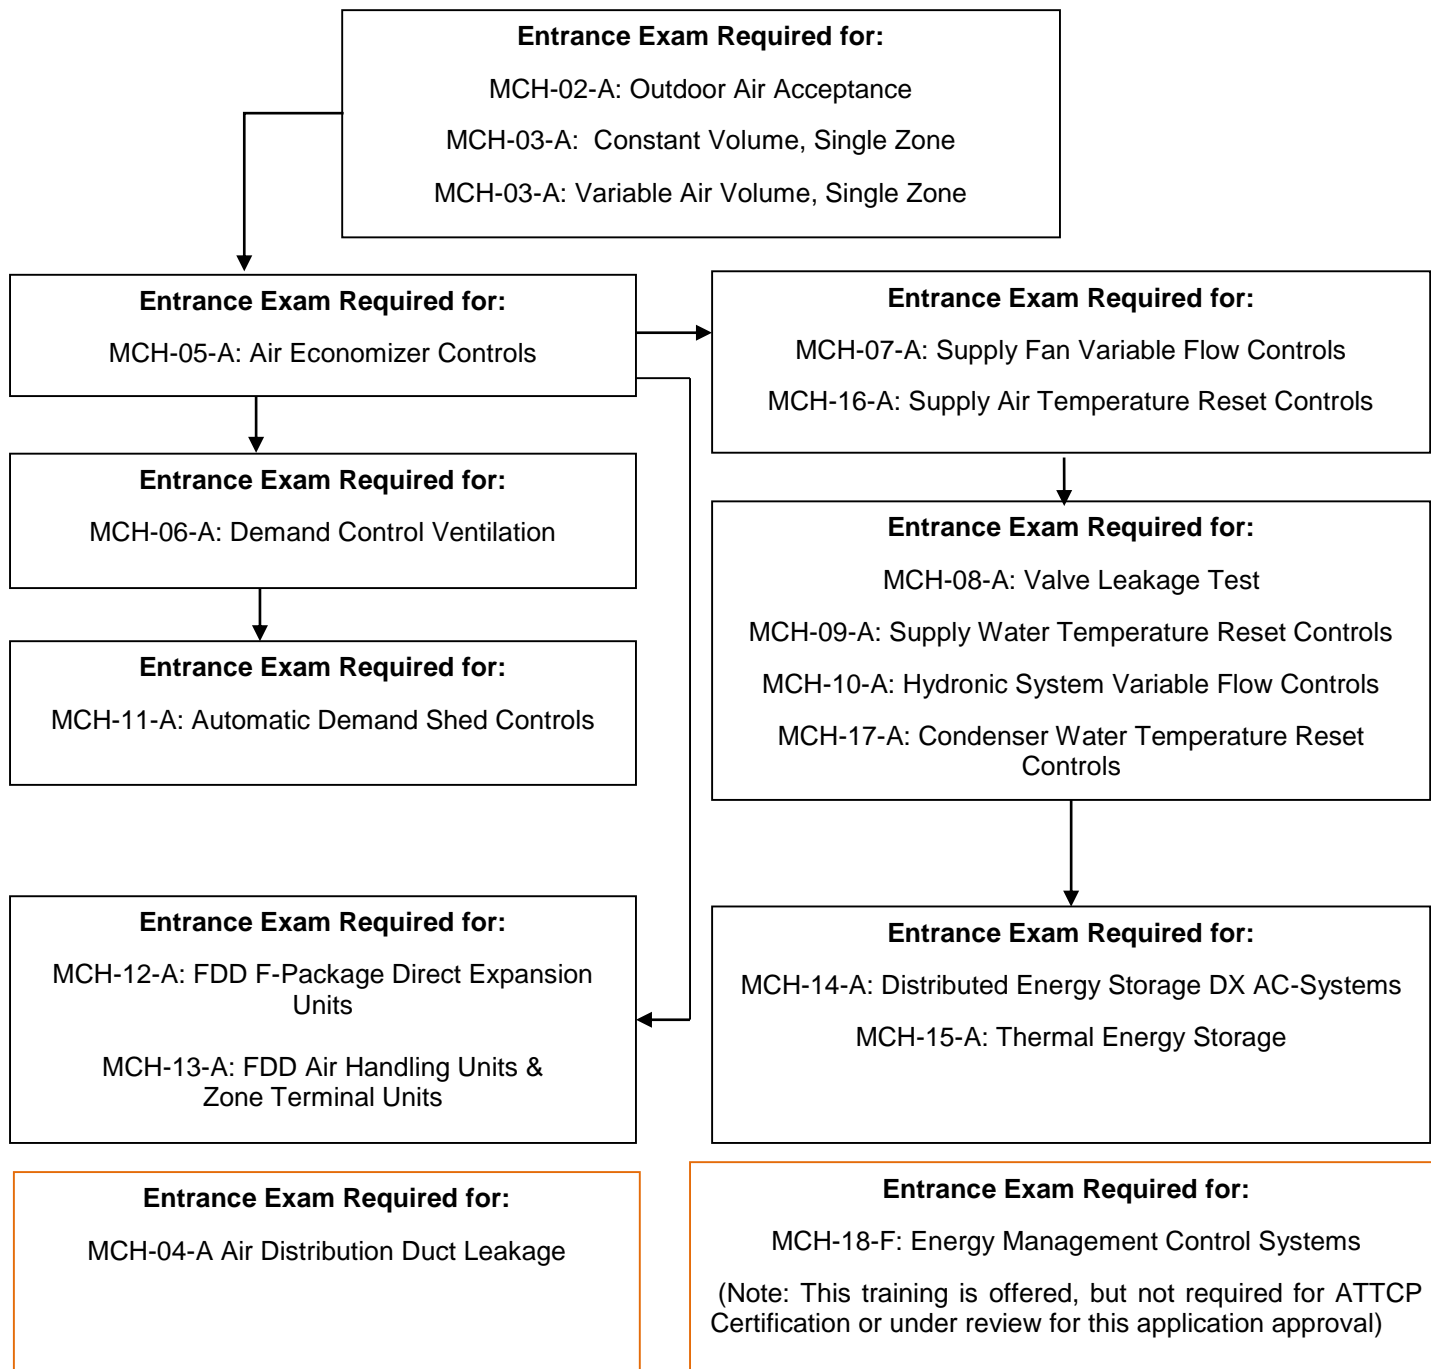 Entrance Exam Required for:
MCH-02-A: Outdoor Air Acceptance
MCH-03-A:  Constant Volume, Single Zone
MCH-03-A: Variable Air Volume, Single Zone
Entrance Exam Required for:
MCH-05-A: Air Economizer Controls
Entrance Exam Required for:
MCH-07-A: Supply Fan Variable Flow Controls
MCH-16-A: Supply Air Temperature Reset Controls
Entrance Exam Required for:
MCH-06-A: Demand Control Ventilation
Entrance Exam Required for:
MCH-08-A: Valve Leakage Test
MCH-09-A: Supply Water Temperature Reset Controls
MCH-10-A: Hydronic System Variable Flow Controls
MCH-17-A: Condenser Water Temperature Reset
Controls
Entrance Exam Required for:
MCH-11-A: Automatic Demand Shed Controls
Entrance Exam Required for:
MCH-12-A: FDD F-Package Direct Expansion
Units
MCH-13-A: FDD Air Handling Units &
Zone Terminal Units
Entrance Exam Required for:
MCH-14-A: Distributed Energy Storage DX AC-Systems
MCH-15-A: Thermal Energy Storage
Entrance Exam Required for:
MCH-04-A Air Distribution Duct Leakage
Entrance Exam Required for:
MCH-18-F: Energy Management Control Systems
(Note: This training is offered, but not required for ATTCP
Certification or under review for this application approval)